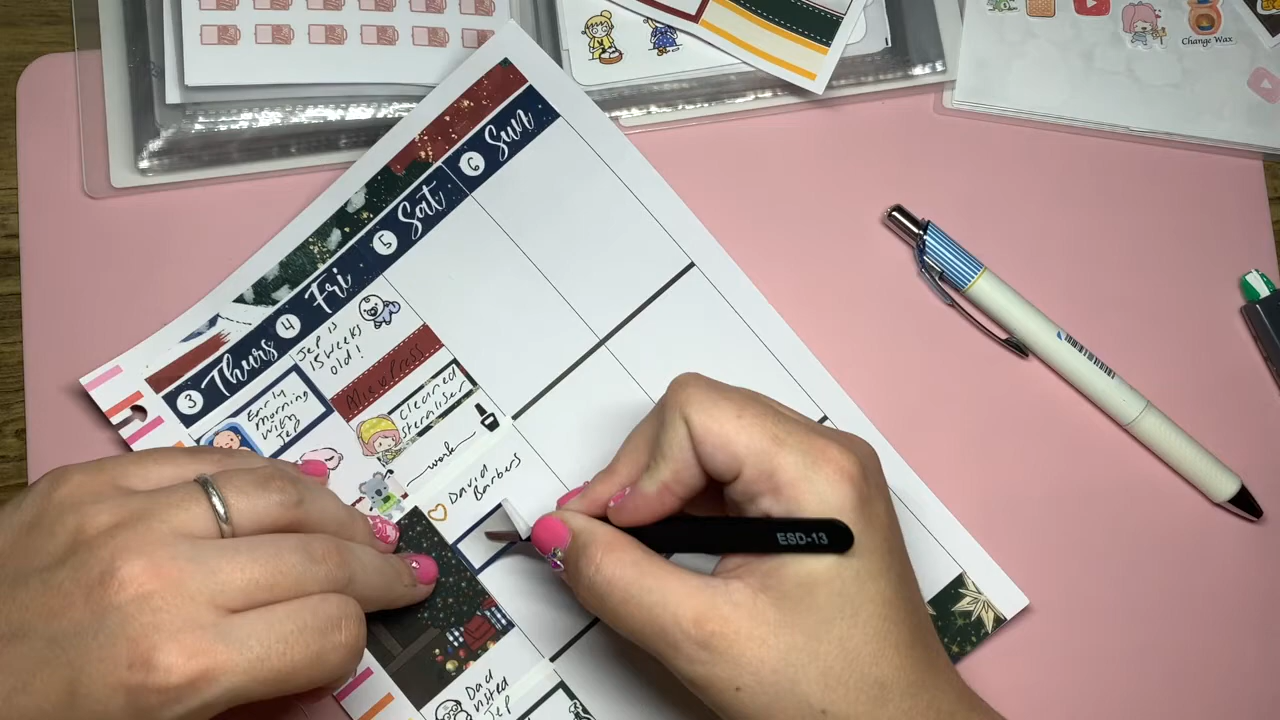 Change Wax
6 Sun
5 Sat
4 Fri
3 Thurs
Jep is
15 weeks
old!
Early
Morning
With
Jep
AliExpress
Cleaned
steraliser
work
David
Barbers
Dad
Jep
ESD-13